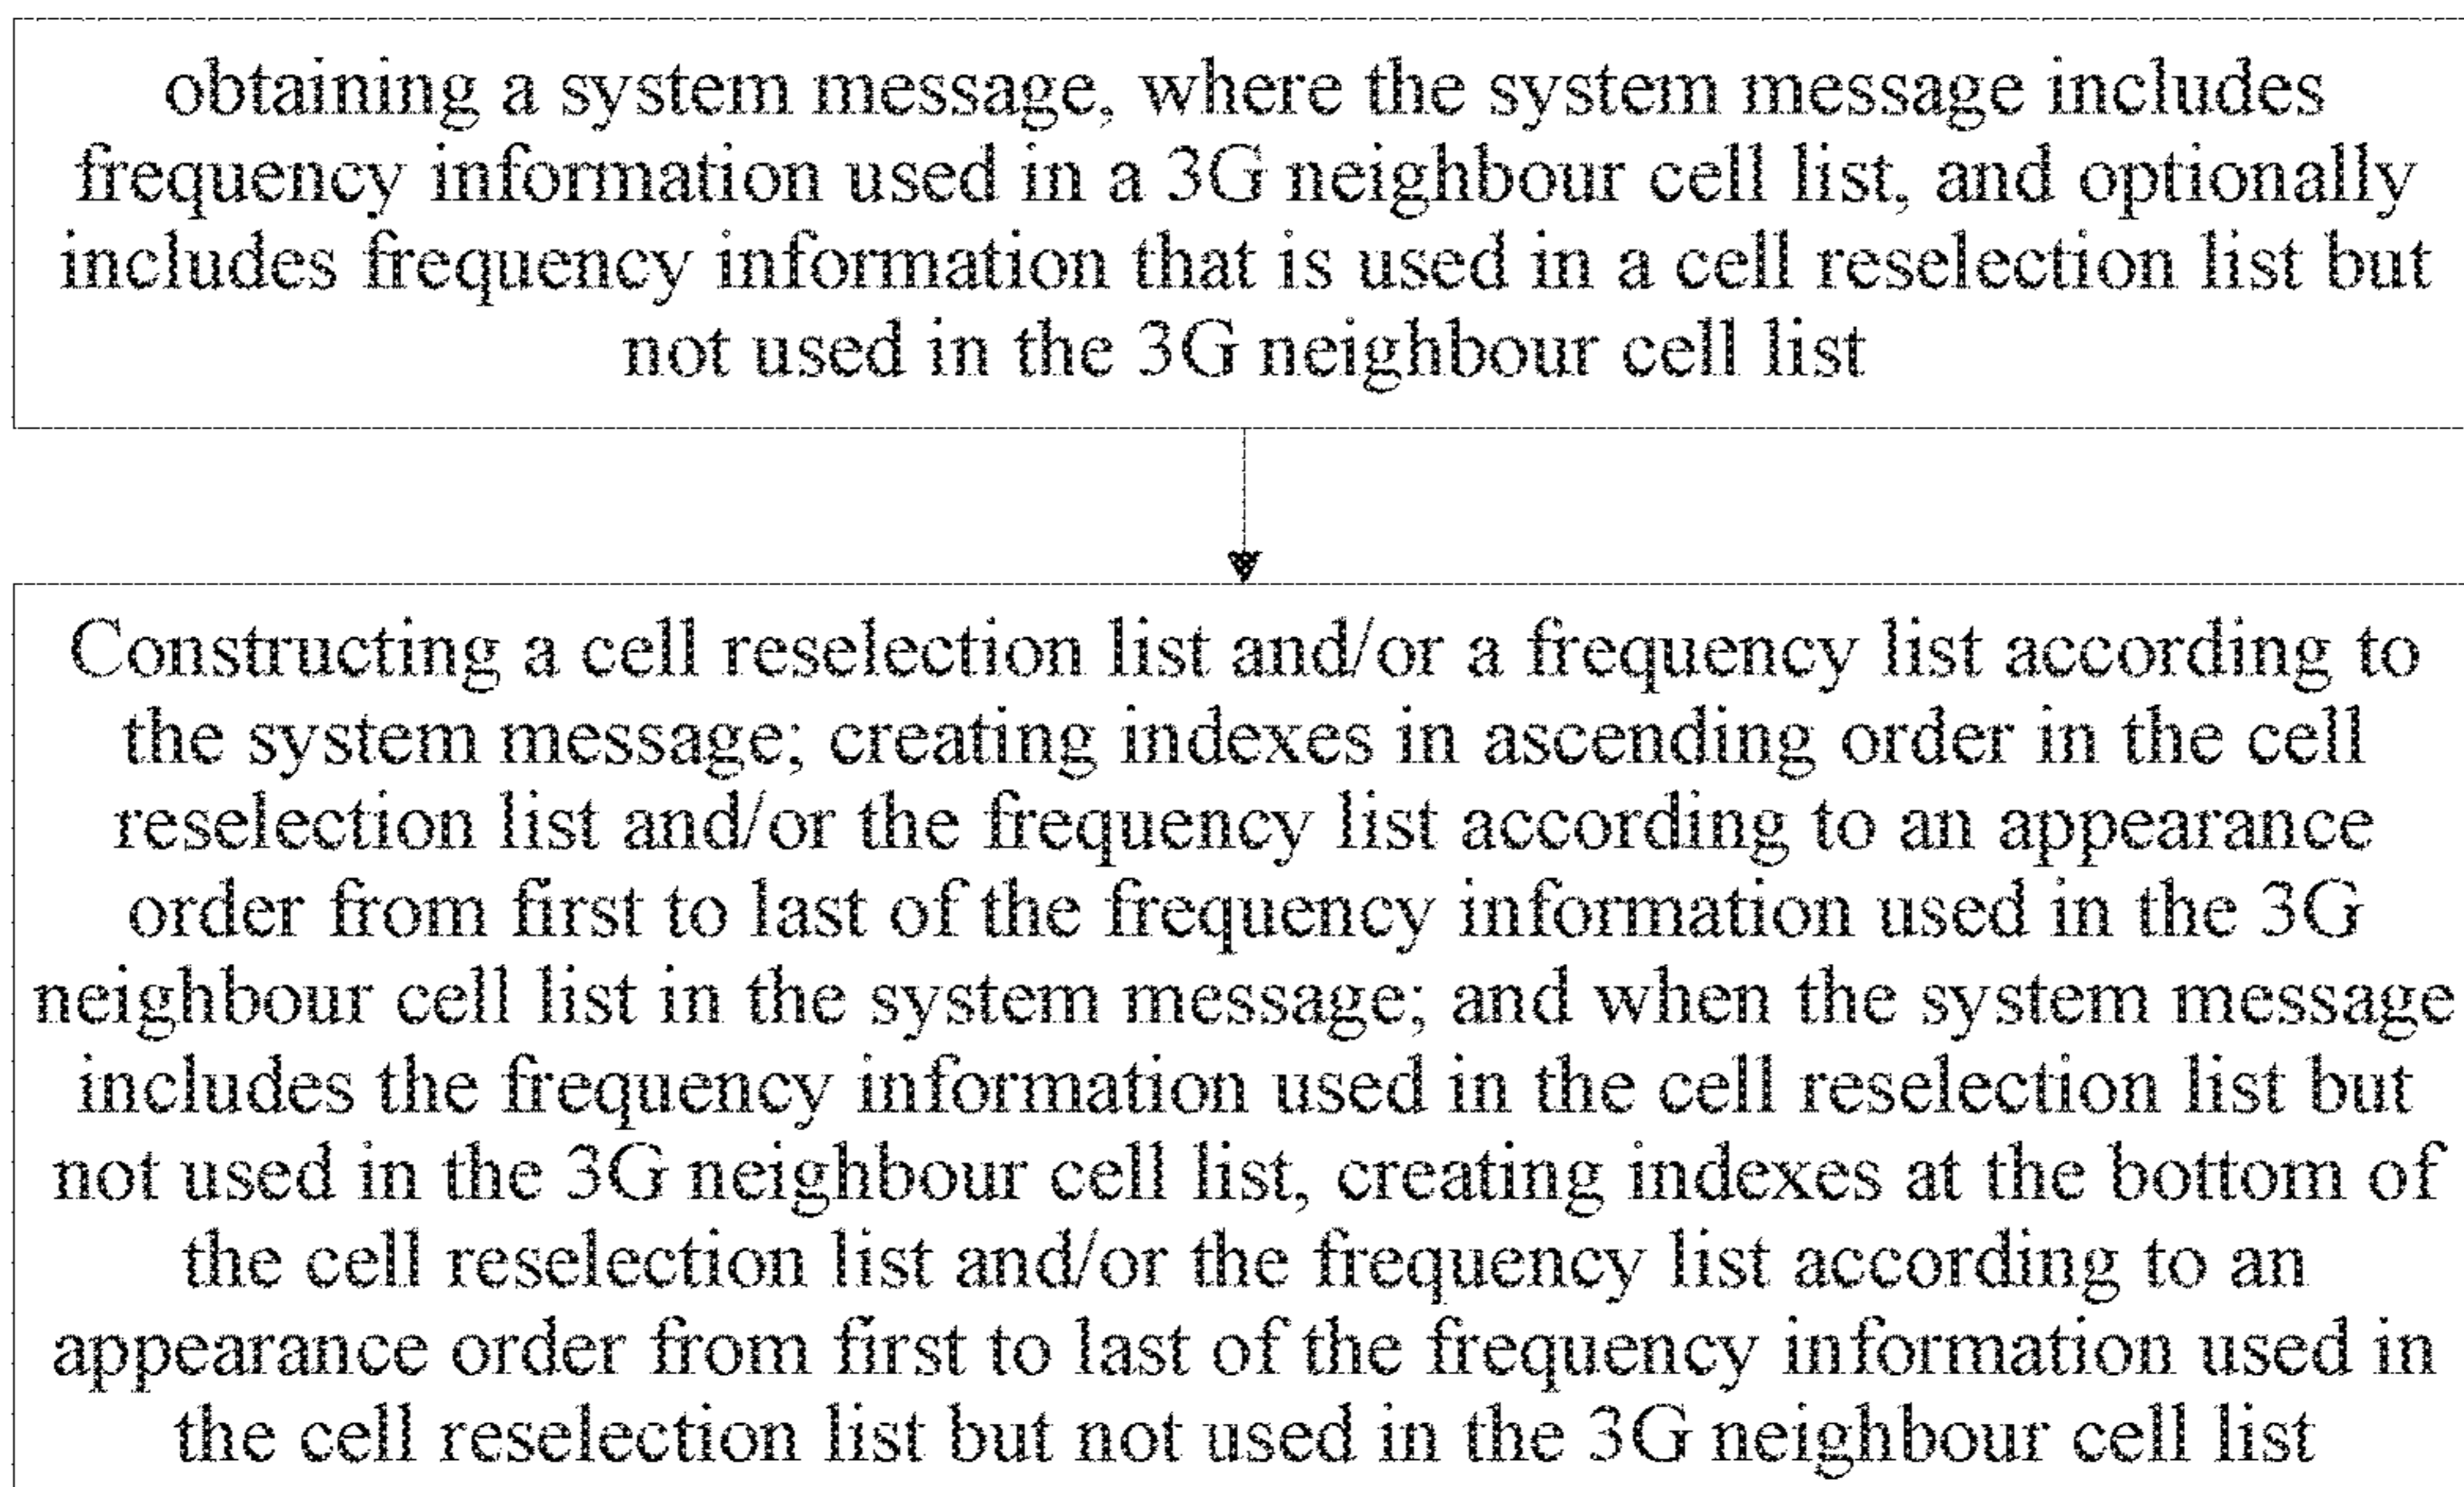 obtaining a system message, where the system message includes
frequency information used in a 3G neighbour cell list, and optionally
includes frequency information that is used in a cell reselection list but
not used in the 3G neighbour cell list
Constructing a cell reselection list and/or a frequency list according to
the system message; creating indexes in ascending order in the cell
reselection list and/or the frequency list according to an appearance
order from first to last of the frequency information used in the 3G
neighbour cell list in the system message; and when the system message
includes the frequency information used in the cell reselection list but
not used in the 3G neighbour cell list, creating indexes at the bottom of
the cell reselection list and/or the frequency list according to an
appearance order from first to last of the frequency information used in
the cell reselection list but not used in the 3G neighbour cell list